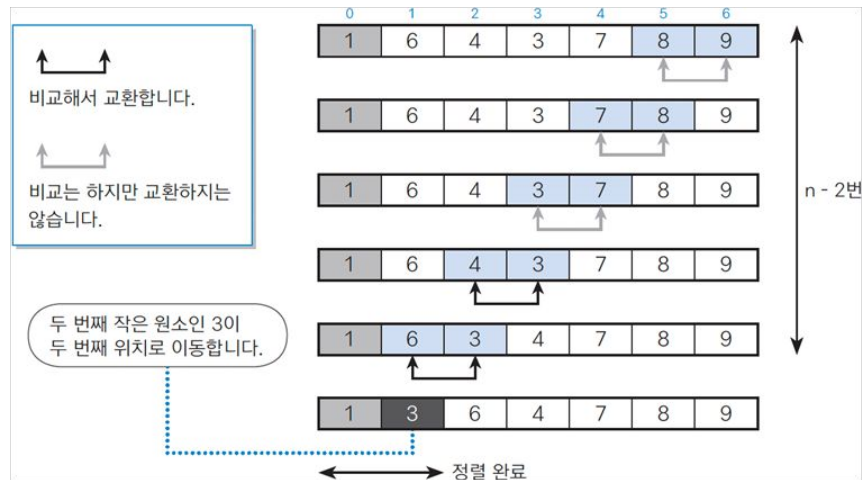 0 1 2 3 4 5 6
1 6 4 3 7 8 9
비교해서 교환합니다.
1 6 4 3 7 8 9
비교는 하지만 교환하지는
않습니다.
1 6 4 3 7 8 9
n - 2번
1 6 4 3 7 8 9
두 번째 작은 원소인 3이
두 번째 위치로 이동합니다.
1 6 3 4 7 8 9
1 3 6 4 7 8 9
정렬 완료